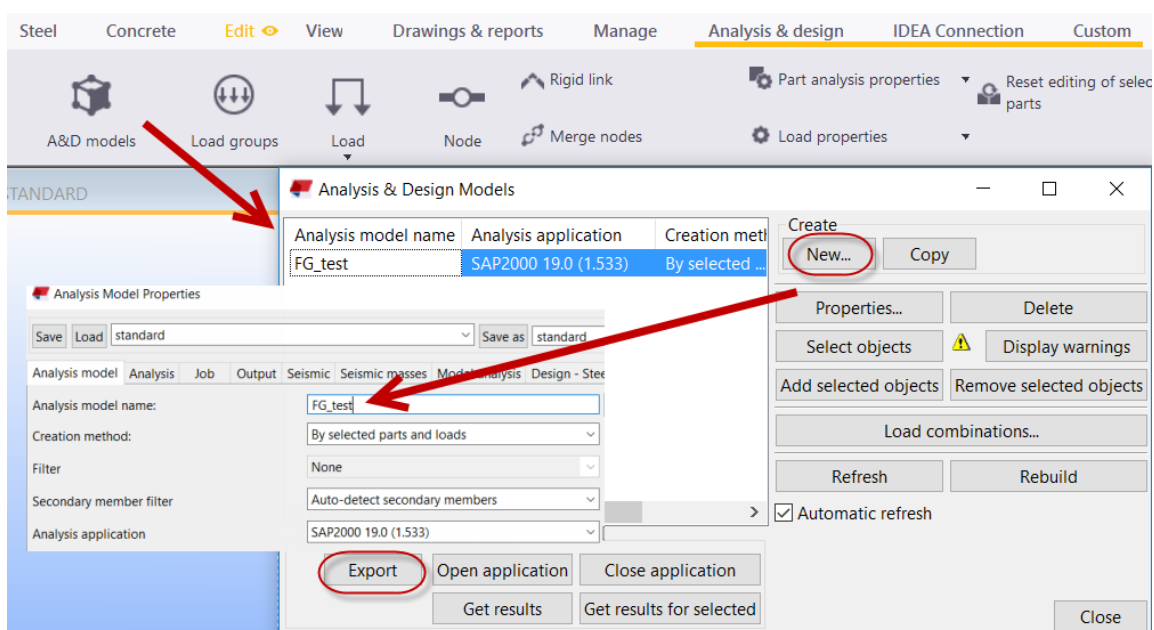 Steel Concrete Edit View Drawings & reports Manage Analysis & design IDEA Connection Custom
A&D models Load groups Load Node Rigid link Merge nodes Part analysis properties Load properties Reset editing of selec
parts
STANDARD
Analysis & Design Models
Analysis model name Analysis application Creation meth
FG_test SAP2000 19.0 (1.533) By selected ...
Create
New... Copy
Properties... Delete
Select objects Display warnings
Add selected objects Remove selected objects
Load combinations...
Refresh Rebuild
Automatic refresh
Analysis Model Properties
Save Load standard Save as standard
Analysis model Analysis Job Output Seismic Seismic masses Modal analysis Design - Stee
Analysis model name: FG_test
Creation method: By selected parts and loads
Filter None
Secondary member filter Auto-detect secondary members
Analysis application SAP2000 19.0 (1.533)
Export Open application Close application
Get results Get results for selected
Close